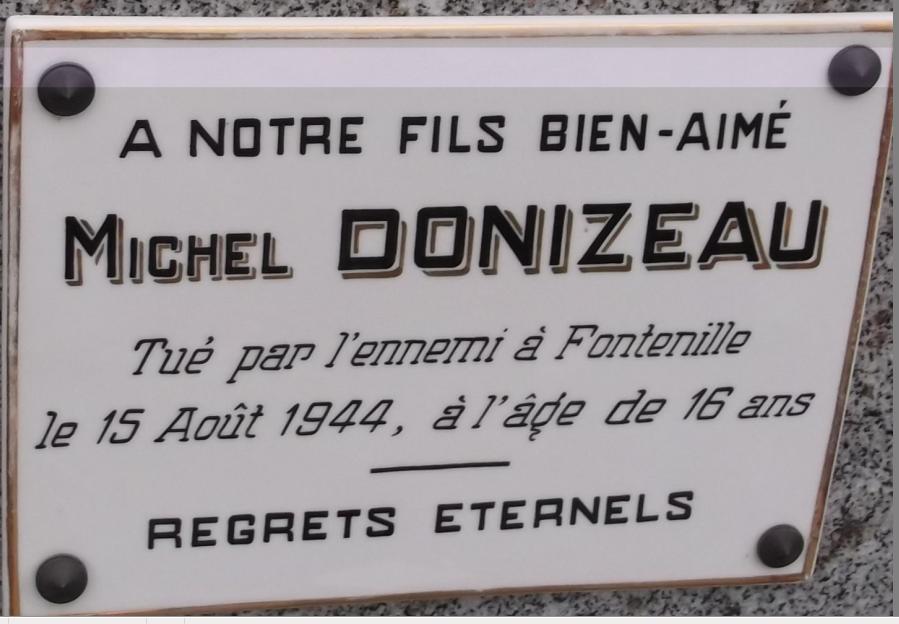 A NOTRE FILS BIEN-AIMÉ
MICHEL DONIZEAU
Tué par l'ennemi à Fontenille
le 15 Août 1944, à l'âge de 16 ans
REGRETS ETERNELS